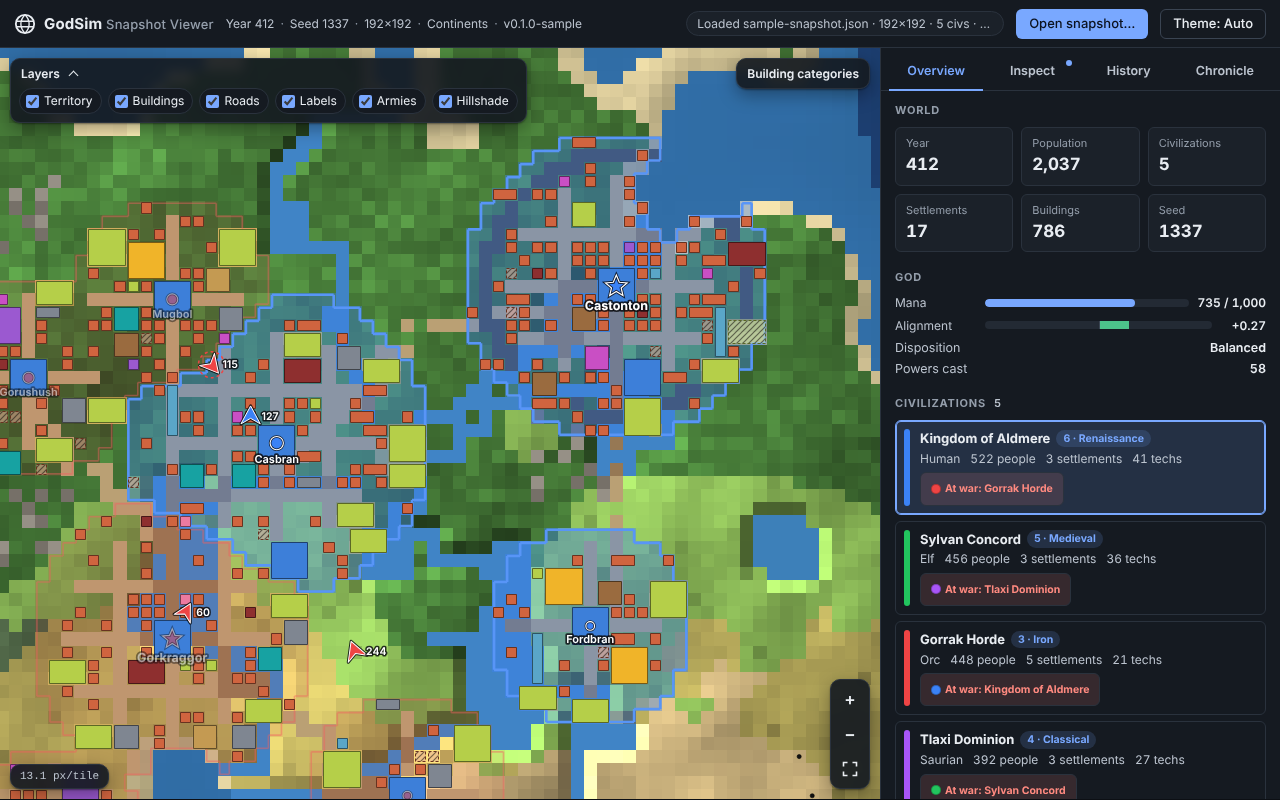 GodSim Snapshot Viewer
Year 412 · Seed 1337 · 192×192 · Continents · v0.1.0-sample
Loaded sample-snapshot.json · 192×192 · 5 civs · ...
Open snapshot...
Theme: Auto
Layers
Territory
Buildings
Roads
Labels
Armies
Hillshade
Building categories
Castonton
Mugbol
115
Gorushush
127
Casbran
60
Fordbran
Gorkraggor
244
+
−
13.1 px/tile
Overview
Inspect
History
Chronicle
WORLD
Year
412
Population
2,037
Civilizations
5
Settlements
17
Buildings
786
Seed
1337
GOD
Mana 735 / 1,000
Alignment +0.27
Disposition Balanced
Powers cast 58
CIVILIZATIONS 5
Kingdom of Aldmere 6 · Renaissance
Human 522 people 3 settlements 41 techs
At war: Gorrak Horde
Sylvan Concord 5 · Medieval
Elf 456 people 3 settlements 36 techs
At war: Tlaxi Dominion
Gorrak Horde 3 · Iron
Orc 448 people 5 settlements 21 techs
At war: Kingdom of Aldmere
Tlaxi Dominion 4 · Classical
Saurian 392 people 3 settlements 27 techs
At war: Sylvan Concord